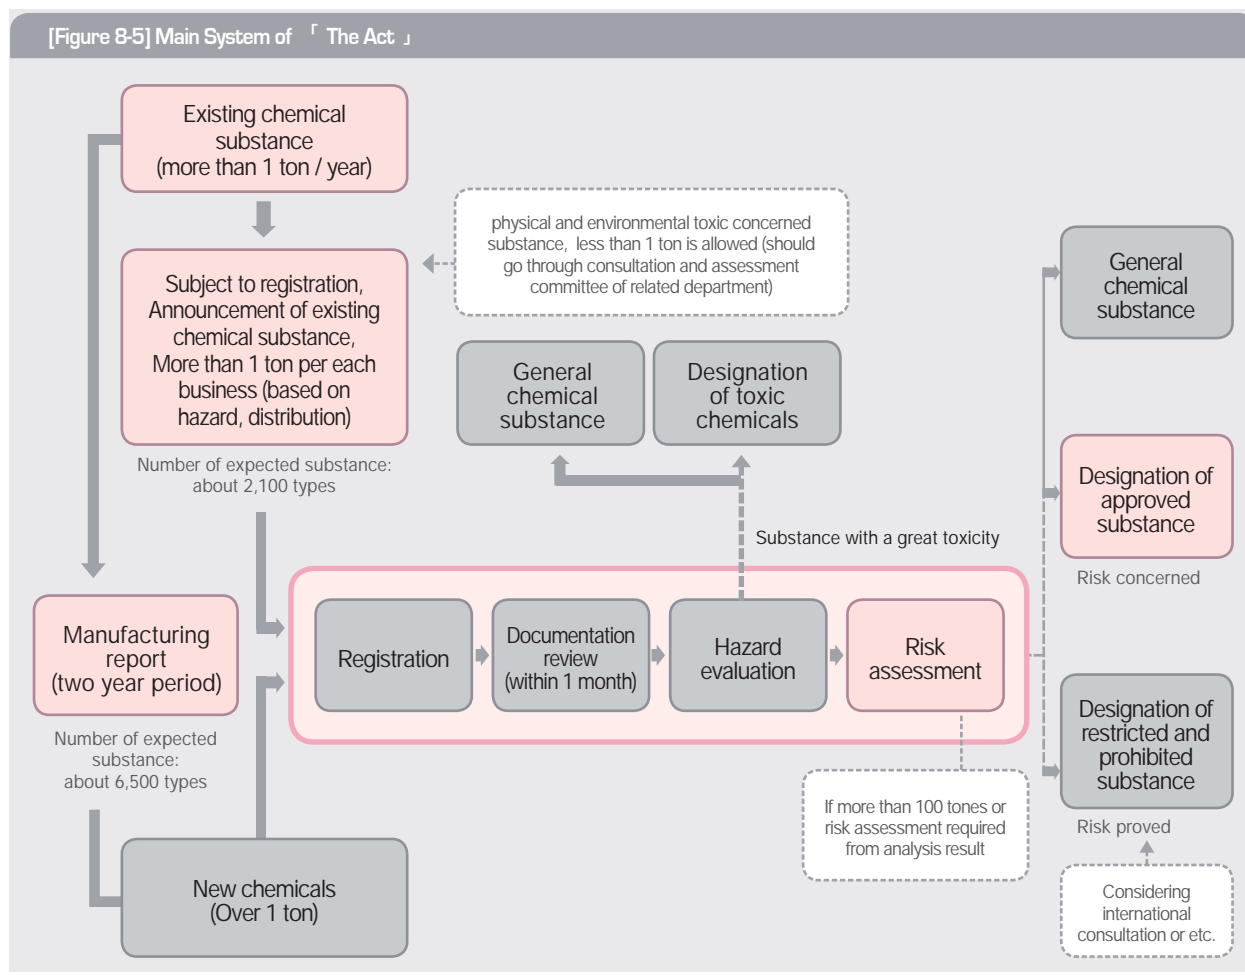 [Figure 8-5] Main System of 「 The Act 」
Existing chemical
substance
(more than 1 ton / year)
physical and environmental toxic concerned
substance, less than 1 ton is allowed (should
go through consultation and assessment
committee of related department)
Subject to registration,
Announcement of existing
chemical substance,
More than 1 ton per each
business (based on
hazard, distribution)
Number of expected substance:
about 2,100 types
General
chemical
substance
Designation
of toxic
chemicals
Substance with a great toxicity
General
chemical
substance
Designation of
approved
substance
Risk concerned
Manufacturing
report
(two year period)
Number of expected
substance:
about 6,500 types
Registration
Documentation
review
(within 1 month)
Hazard
evaluation
Risk
assessment
If more than 100 tones or
risk assessment required
from analysis result
Designation of
restricted and
prohibited
substance
Risk proved
Considering
international
consultation or etc.
New chemicals
(Over 1 ton)